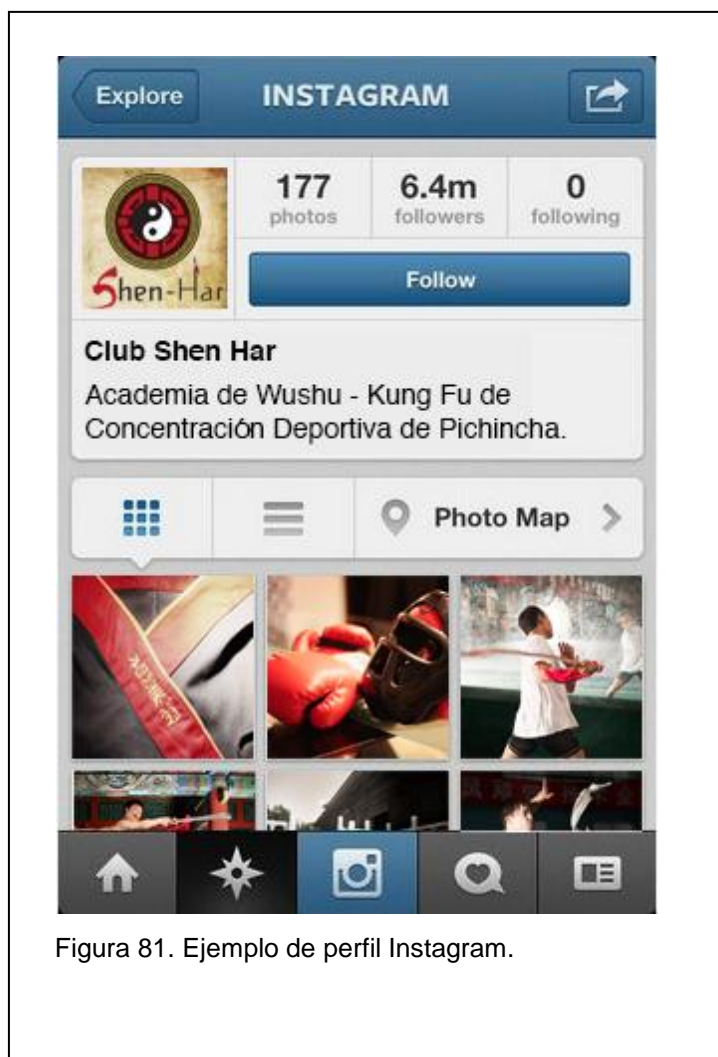 Explore
INSTAGRAM
Shen-Har
177
photos
6.4m
followers
0
following
Follow
Club Shen Har
Academia de Wushu - Kung Fu de
Concentración Deportiva de Pichincha.
Photo Map
Figura 81. Ejemplo de perfil Instagram.